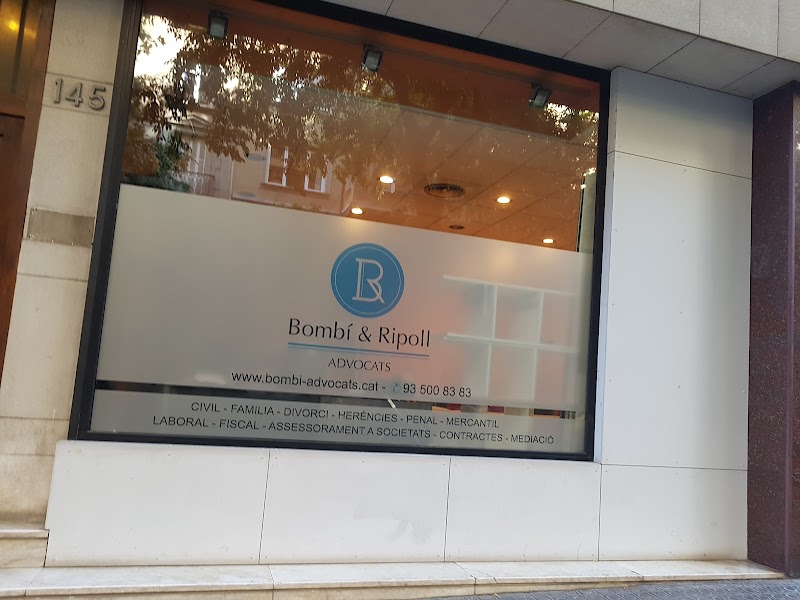 145
BR
Bombí & Ripoll
ADVOCATS
www.bombi-advocats.cat - 93 500 83 83
CIVIL - FAMILIA - DIVORCI - HERÈNCIES - PENAL - MERCANTIL
LABORAL - FISCAL - ASSESSORAMENT A SOCIETATS - CONTRACTES - MEDIACIÓ